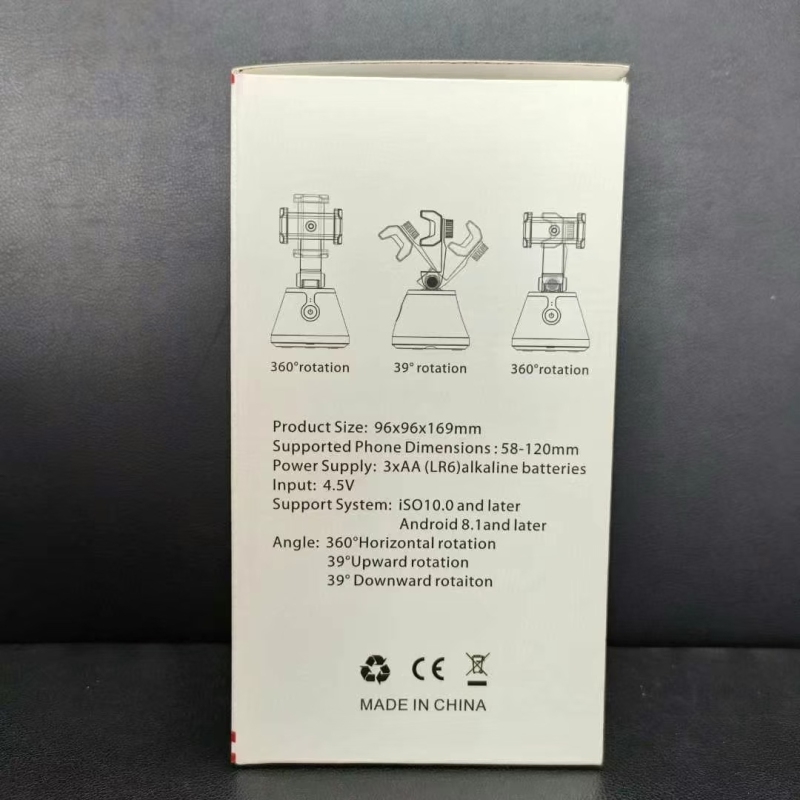 360°rotation
39° rotation
360°rotation
Product Size: 96x96x169mm
Supported Phone Dimensions : 58-120mm
Power Supply: 3xAA (LR6)alkaline batteries
Input: 4.5V
Support System: iSO10.0 and later
Android 8.1and later
Angle: 360°Horizontal rotation
39°Upward rotation
39° Downward rotaiton
CE
MADE IN CHINA